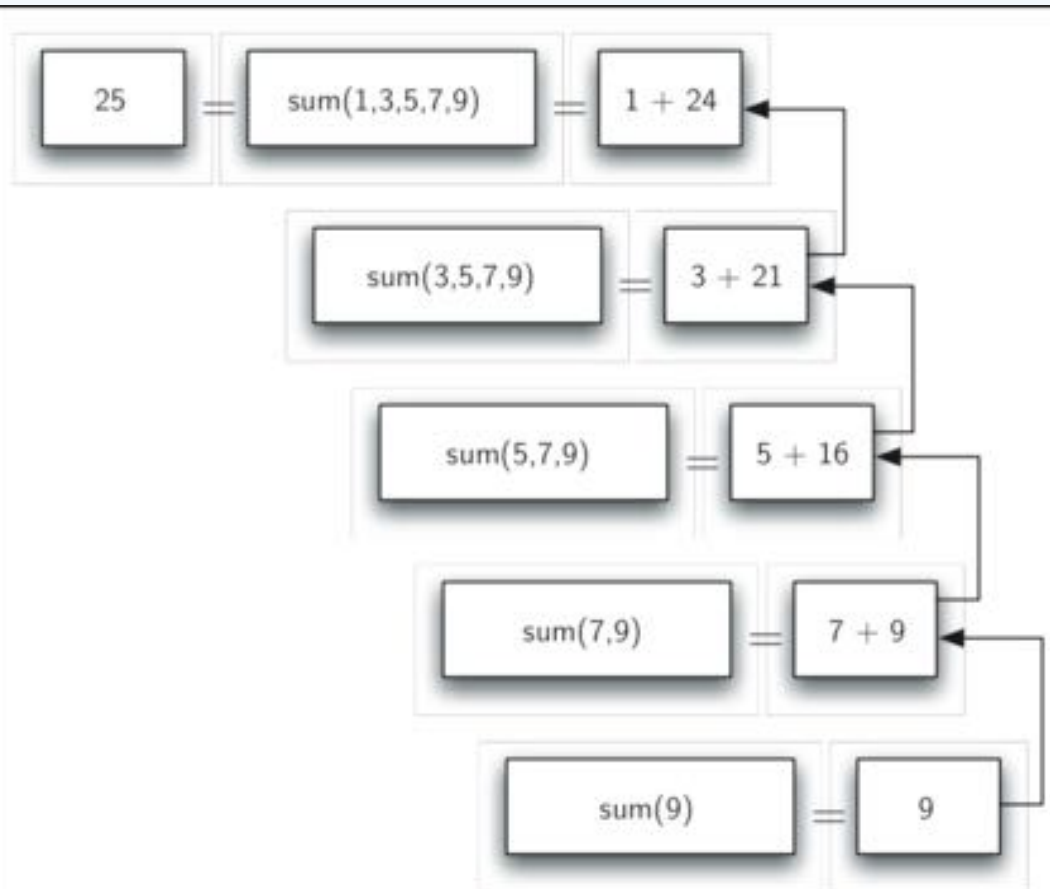 25 = sum(1,3,5,7,9) = 1 + 24
sum(3,5,7,9) = 3 + 21
sum(5,7,9) = 5 + 16
sum(7,9) = 7 + 9
sum(9) = 9